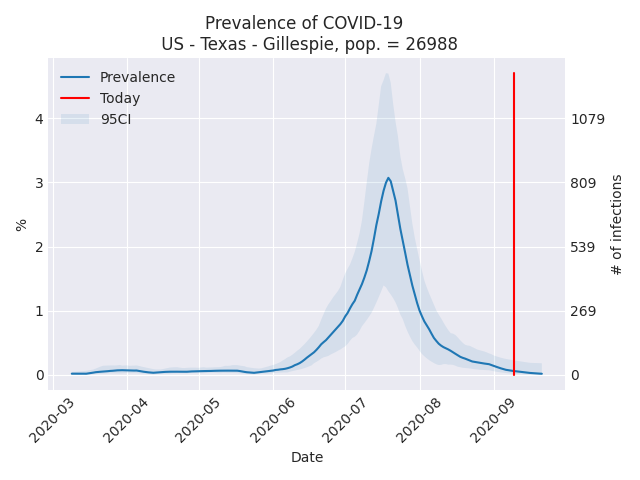 Prevalence of COVID-19
US - Texas - Gillespie, pop. = 26988
Prevalence
Today
95CI
%
4
3
2
1
0
1079
809
539
269
0
# of infections
2020-03
2020-04
2020-05
2020-06
2020-07
2020-08
2020-09
Date